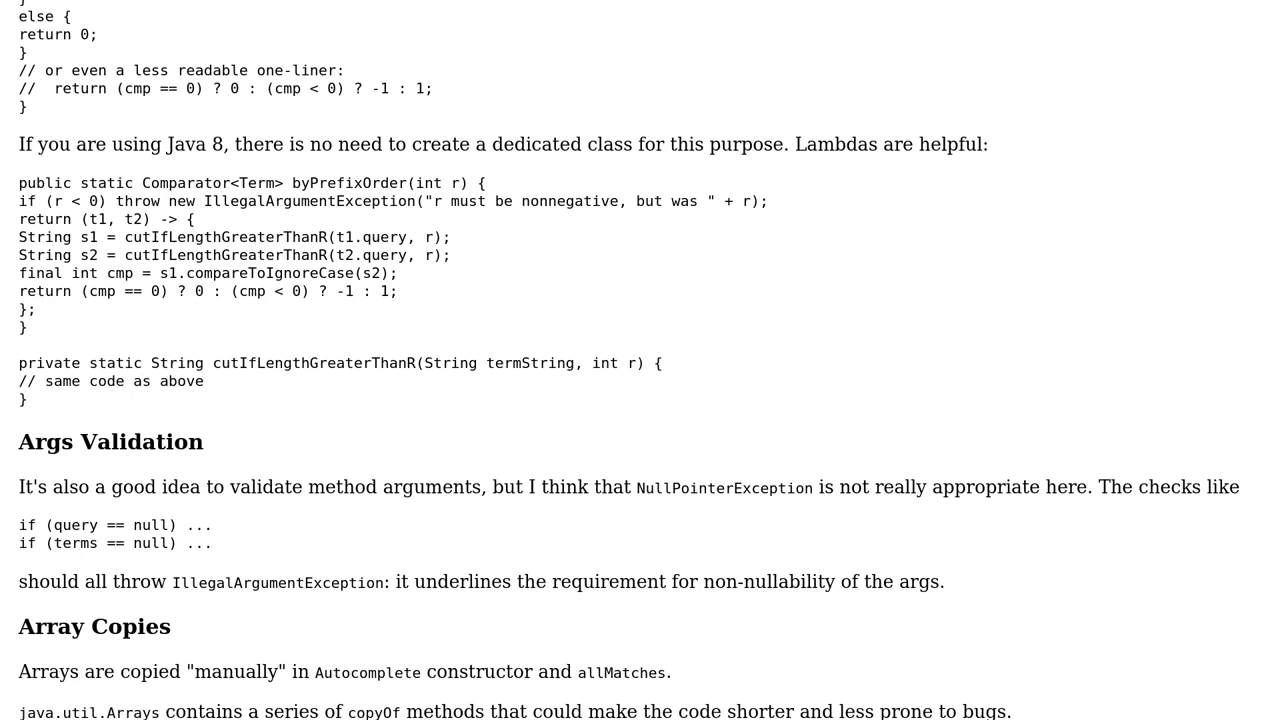 }
else {
return 0;
}
// or even a less readable one-liner:
//  return (cmp == 0) ? 0 : (cmp < 0) ? -1 : 1;
}
If you are using Java 8, there is no need to create a dedicated class for this purpose. Lambdas are helpful:
public static Comparator<Term> byPrefixOrder(int r) {
if (r < 0) throw new IllegalArgumentException("r must be nonnegative, but was " + r);
return (t1, t2) -> {
String s1 = cutIfLengthGreaterThanR(t1.query, r);
String s2 = cutIfLengthGreaterThanR(t2.query, r);
final int cmp = s1.compareToIgnoreCase(s2);
return (cmp == 0) ? 0 : (cmp < 0) ? -1 : 1;
};
}
private static String cutIfLengthGreaterThanR(String termString, int r) {
// same code as above
}
Args Validation
It's also a good idea to validate method arguments, but I think that NullPointerException is not really appropriate here. The checks like
if (query == null) ...
if (terms == null) ...
should all throw IllegalArgumentException: it underlines the requirement for non-nullability of the args.
Array Copies
Arrays are copied "manually" in Autocomplete constructor and allMatches.
java.util.Arrays contains a series of copyOf methods that could make the code shorter and less prone to bugs.